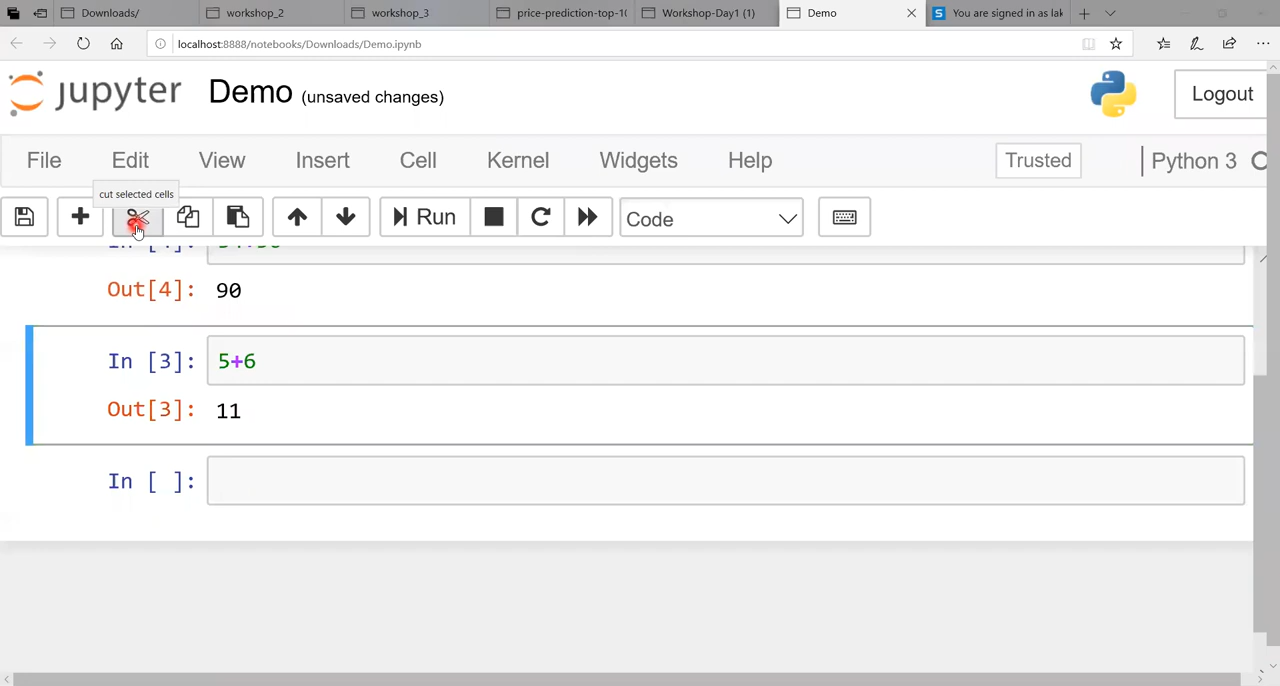 Downloads/
workshop_2
workshop_3
price-prediction-top-1(
Workshop-Day1 (1)
Demo
S
You are signed in as lak
localhost:8888/notebooks/Downloads/Demo.ipynb
jupyter Demo (unsaved changes)
Logout
File Edit View Insert Cell Kernel Widgets Help
Trusted
Python 3
cut selected cells
Run
Code
Out[4]: 90
In [3]: 5+6
Out[3]: 11
In [ ]: